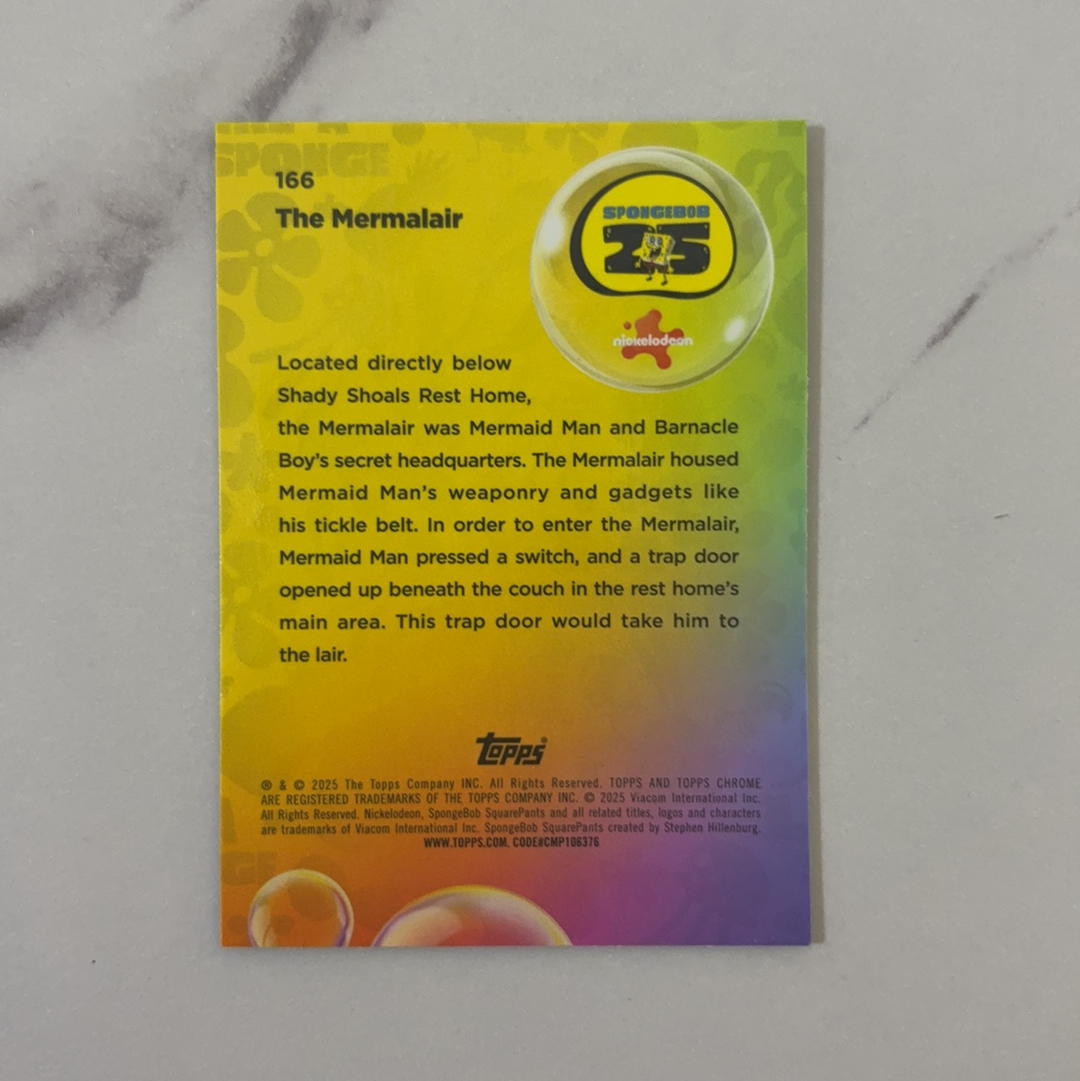 SPONGE
166
The Mermalair
SPONGEBOB
25
nickelodeon
Located directly below
Shady Shoals Rest Home,
the Mermalair was Mermaid Man and Barnacle
Boy's secret headquarters. The Mermalair housed
Mermaid Man's weaponry and gadgets like
his tickle belt. In order to enter the Mermalair,
Mermaid Man pressed a switch, and a trap door
opened up beneath the couch in the rest home's
main area. This trap door would take him to
the lair.
Topps®
® & © 2025 The Topps Company INC. All Rights Reserved. TOPPS AND TOPPS CHROME
ARE REGISTERED TRADEMARKS OF THE TOPPS COMPANY INC. © 2025 Viacom International Inc.
All Rights Reserved. Nickelodeon, SpongeBob SquarePants and all related titles, logos and characters
are trademarks of Viacom International Inc. SpongeBob SquarePants created by Stephen Hillenburg.
WWW.TOPPS.COM. CODE#CMP106376